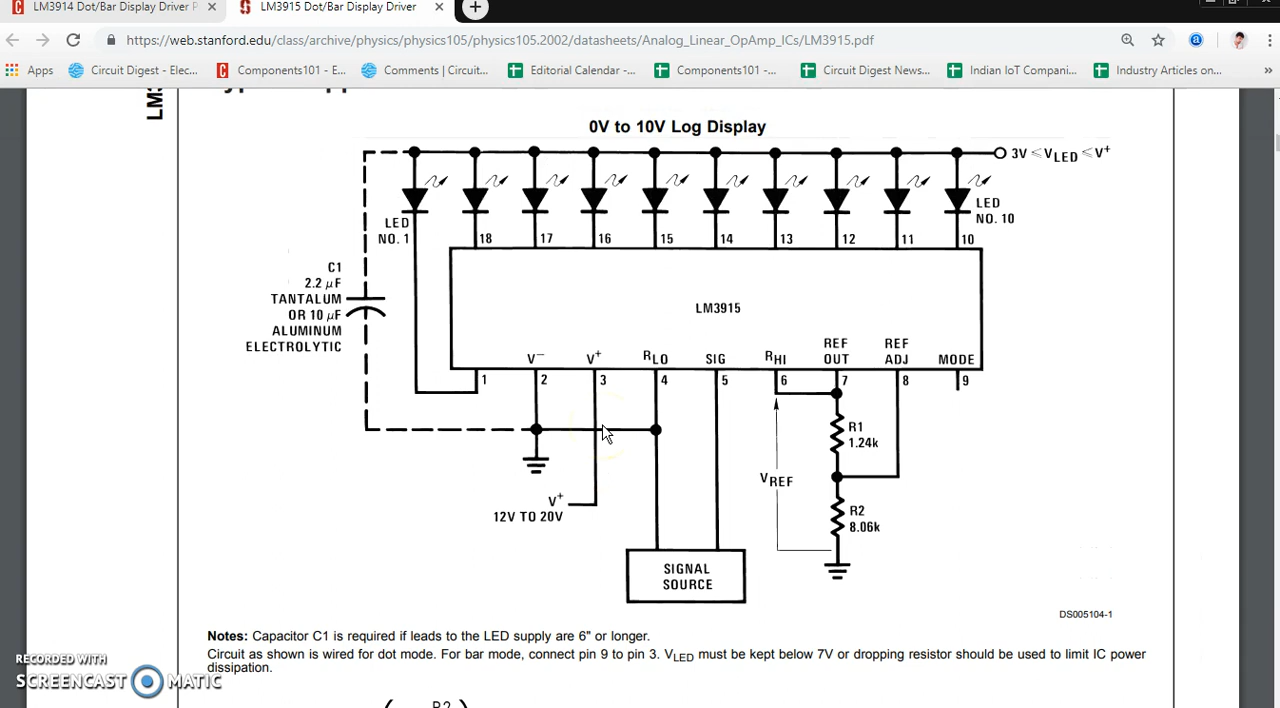 LM3914 Dot/Bar Display Driver P
LM3915 Dot/Bar Display Driver
https://web.stanford.edu/class/archive/physics/physics105/physics105.2002/datasheets/Analog_Linear_OpAmp_ICs/LM3915.pdf
Apps
Circuit Digest - Elec...
Components101 - E...
Comments | Circuit...
Editorial Calendar -...
Components101 -...
Circuit Digest News...
Indian IoT Compani...
Industry Articles on...
»
0V to 10V Log Display
3V ≤ VLED ≤ V+
LED
NO. 1
LED
NO. 10
18 17 16 15 14 13 12 11 10
C1
2.2 μF
TANTALUM
OR 10 μF
ALUMINUM
ELECTROLYTIC
LM3915
V− V+ RLO SIG RHI REF OUT REF ADJ MODE
1 2 3 4 5 6 7 8 9
R1
1.24k
VREF
V+
12V TO 20V
R2
8.06k
SIGNAL
SOURCE
DS005104-1
Notes: Capacitor C1 is required if leads to the LED supply are 6" or longer.
Circuit as shown is wired for dot mode. For bar mode, connect pin 9 to pin 3. VLED must be kept below 7V or dropping resistor should be used to limit IC power
dissipation.
RECORDED WITH
SCREENCAST MATIC